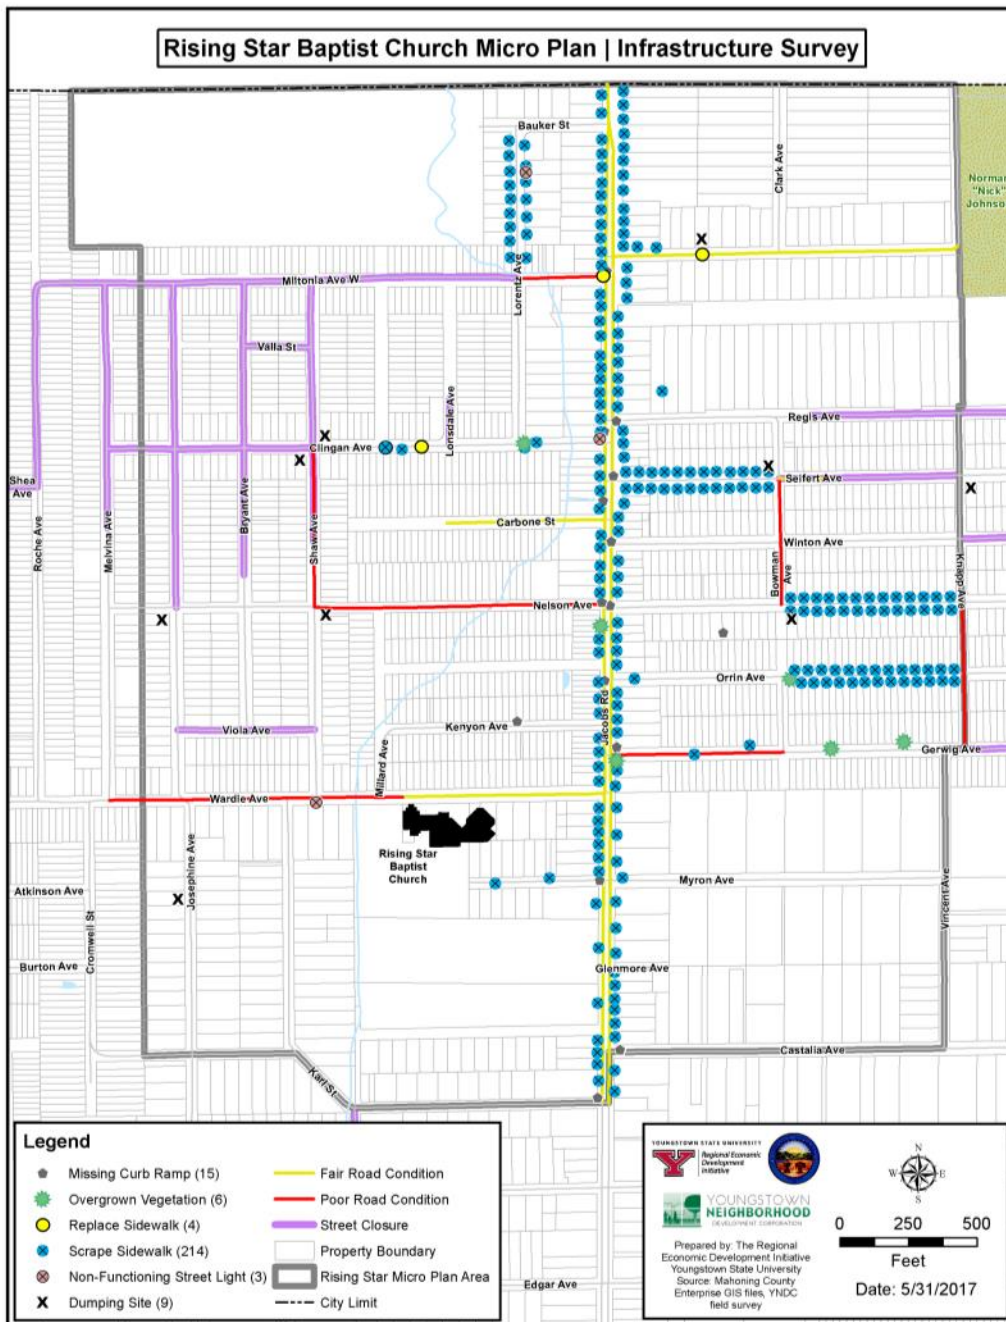 Rising Star Baptist Church Micro Plan | Infrastructure Survey
Bauker St
Clark Ave
Norman
"Nick"
Johnson
X
Miltonia Ave W
Lorentz Ave
Valla St
Lonsdale Ave
Regis Ave
X
Clingan Ave
X
X
Shea
Ave
Seifert Ave
X
Roche Ave
Melvina Ave
Bryant Ave
Shaw Ave
Carbone St
Winton Ave
Bowman
Ave
Knapp Ave
Nelson Ave
X
X
X
Orrin Ave
Jacobs Rd
Viola Ave
Kenyon Ave
Millard Ave
Gerwig Ave
Wardle Ave
Rising Star
Baptist
Church
Josephine Ave
Atkinson Ave
Myron Ave
X
Vincent Ave
Cromwell St
Burton Ave
Glenmore Ave
Castalia Ave
Karl St
Edgar Ave
Legend
Missing Curb Ramp (15)
Overgrown Vegetation (6)
Replace Sidewalk (4)
Scrape Sidewalk (214)
Non-Functioning Street Light (3)
X Dumping Site (9)
Fair Road Condition
Poor Road Condition
Street Closure
Property Boundary
Rising Star Micro Plan Area
City Limit
YOUNGSTOWN STATE UNIVERSITY
Y
Regional Economic
Development
Initiative
YOUNGSTOWN
NEIGHBORHOOD
DEVELOPMENT CORPORATION
Prepared by: The Regional
Economic Development Initiative
Youngstown State University
Source: Mahoning County
Enterprise GIS files, YNDC
field survey
N
W E
S
0 250 500
Feet
Date: 5/31/2017